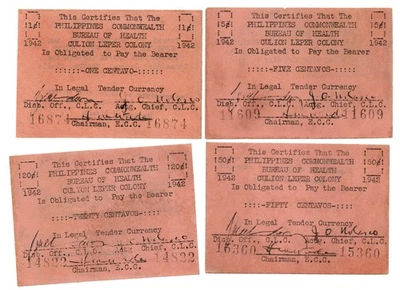 This Certifies That The
1¢ PHILIPPINES COMMONWEALTH 1¢
BUREAU OF HEALTH
1942 CULION LEPER COLONY 1942
Is Obligated to Pay the Bearer
::::::-ONE CENTAVO-::::::
In Legal Tender Currency
Disb. Off., C.L.C. Actg. Chief, C.L.C.
16874 16874
Chairman, E.C.C.
This Certifies That The
5¢ PHILIPPINES COMMONWEALTH 5¢
BUREAU OF HEALTH
1942 CULION LEPER COLONY 1942
Is Obligated to Pay the Bearer
::::::-FIVE CENTAVOS-::::::
In Legal Tender Currency
Disb. Off., C.L.C. Actg. Chief, C.L.C.
11609 11609
Chairman, E.C.C.
This Certifies That the
20¢ PHILIPPINES COMMONWEALTH 20¢
BUREAU OF HEALTH
1942 CULION LEPER COLONY 1942
Is Obligated to Pay the Bearer
::::-TWENTY CENTAVOS-::::
In Legal Tender Currency
Disb. Off., C.L.C. Actg. Chief, C.L.C.
14822 14822
Chairman, E.C.C.
This Certifies That The
50¢ PHILIPPINES COMMONWEALTH 50¢
BUREAU OF HEALTH
1942 CULION LEPER COLONY 1942
Is Obligated to Pay the Bearer
::::::-FIFTY CENTAVOS-::::::
In Legal Tender Currency
Disb. Off., C.L.C. Actg. Chief, C.L.C.
15360 15360
Chairman, E.C.C.